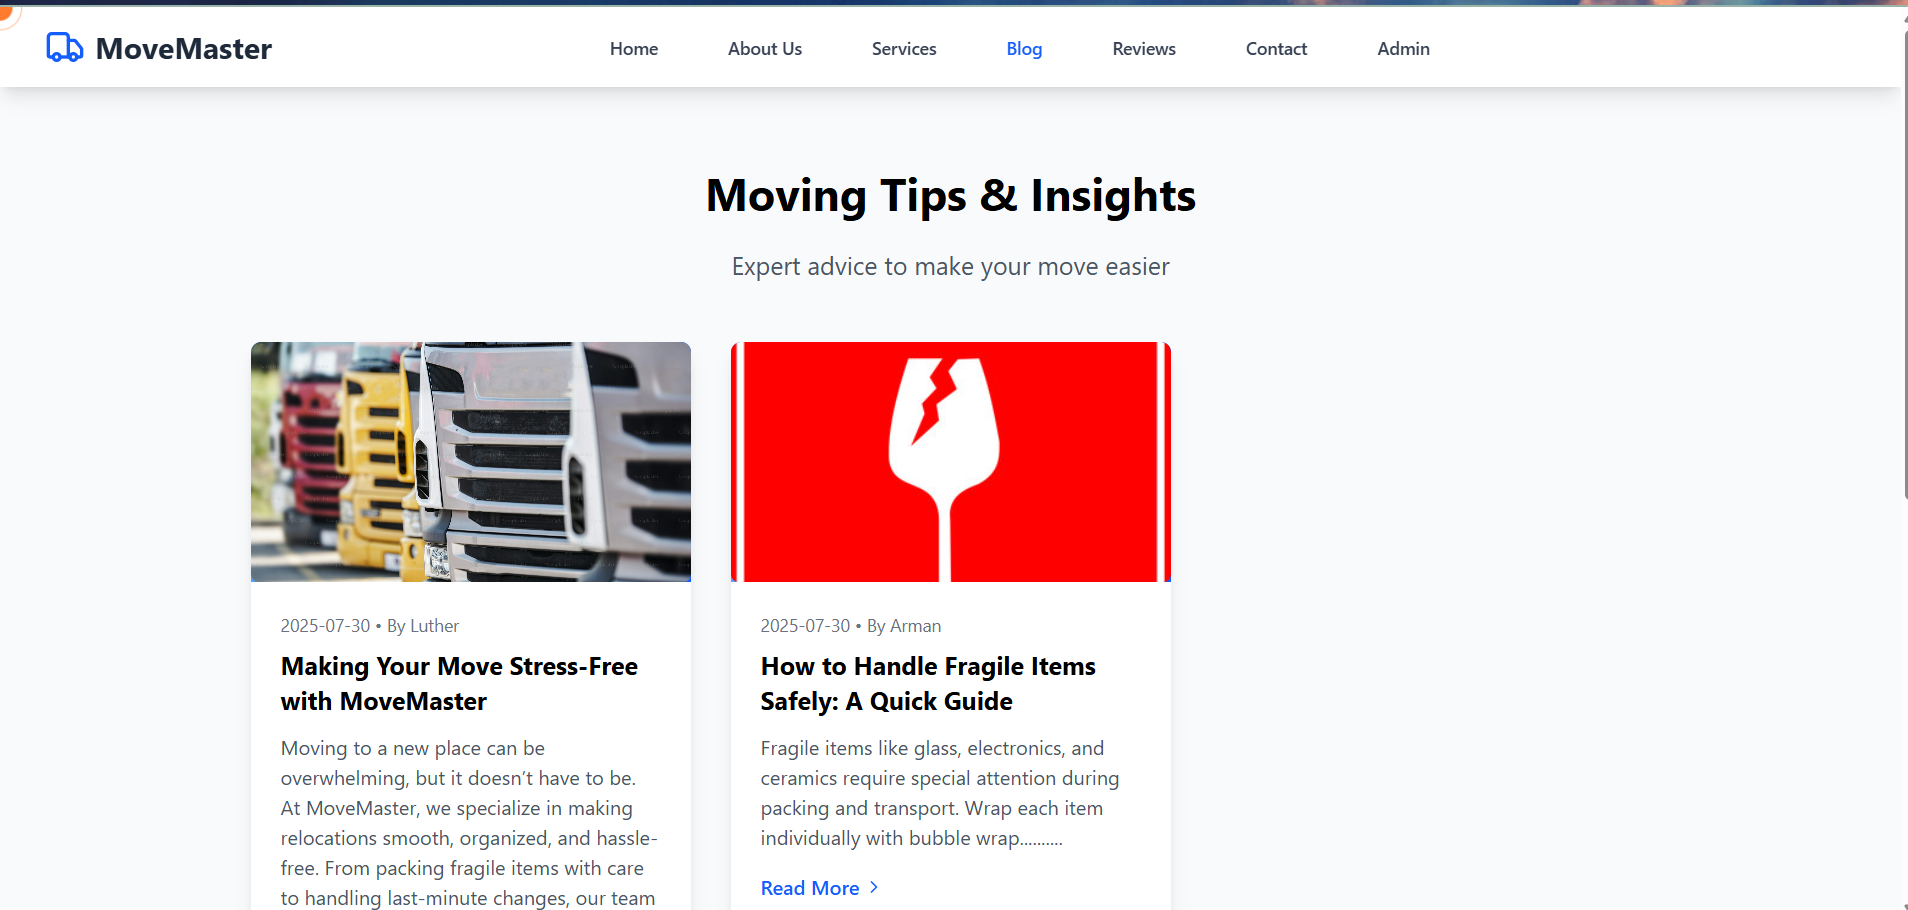 MoveMaster
Home About Us Services Blog Reviews Contact Admin
Moving Tips & Insights
Expert advice to make your move easier
2025-07-30 • By Luther
Making Your Move Stress-Free
with MoveMaster
Moving to a new place can be
overwhelming, but it doesn’t have to be.
At MoveMaster, we specialize in making
relocations smooth, organized, and hassle-
free. From packing fragile items with care
to handling last-minute changes, our team
2025-07-30 • By Arman
How to Handle Fragile Items
Safely: A Quick Guide
Fragile items like glass, electronics, and
ceramics require special attention during
packing and transport. Wrap each item
individually with bubble wrap..........
Read More